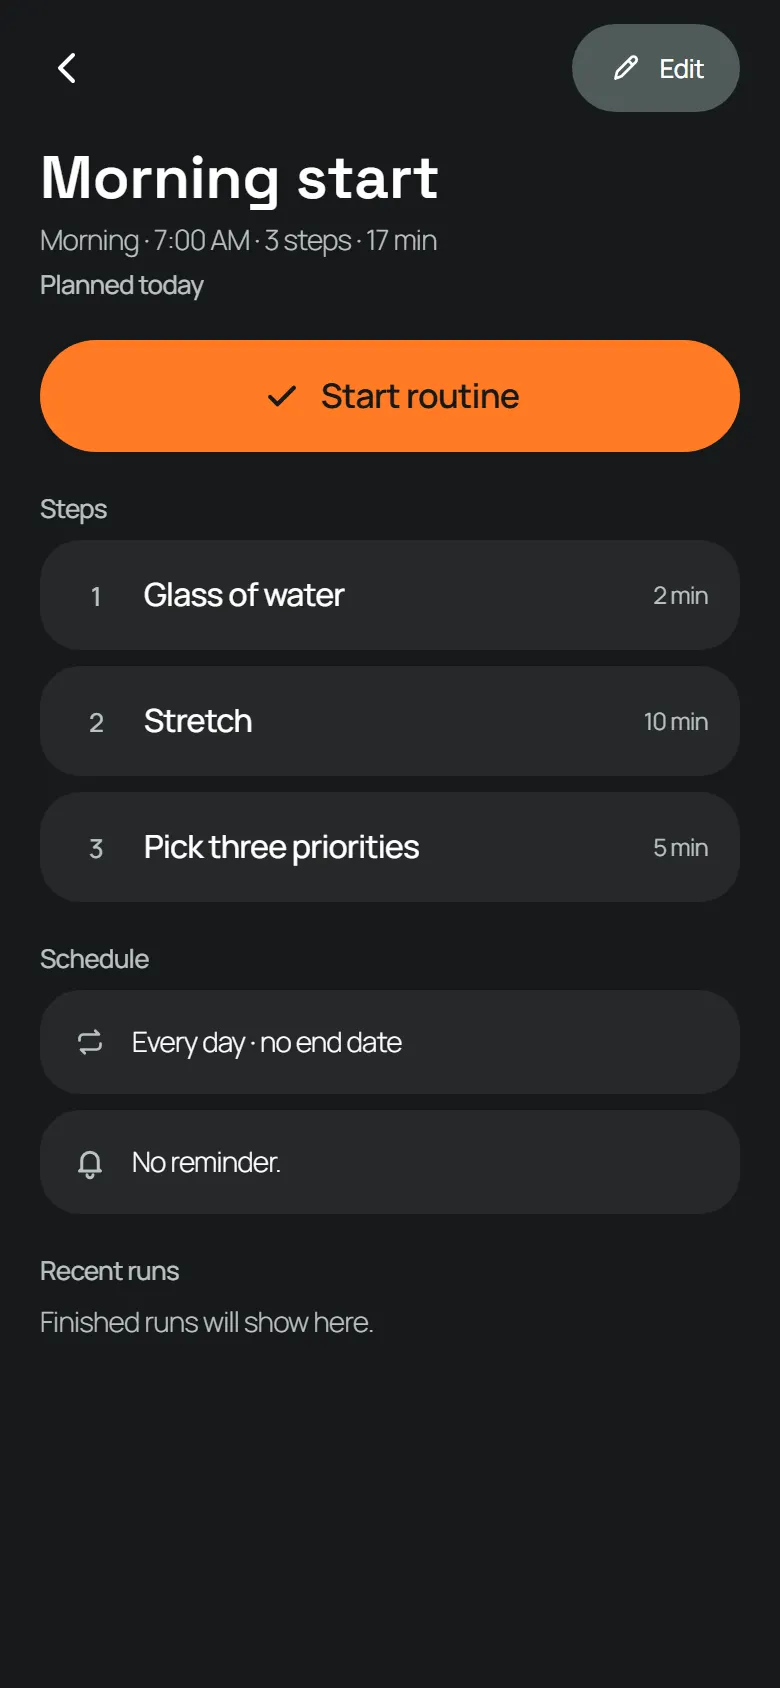 Edit
Morning start
Morning · 7:00 AM · 3 steps · 17 min
Planned today
Start routine
Steps
1 Glass of water 2 min
2 Stretch 10 min
3 Pick three priorities 5 min
Schedule
Every day · no end date
No reminder.
Recent runs
Finished runs will show here.